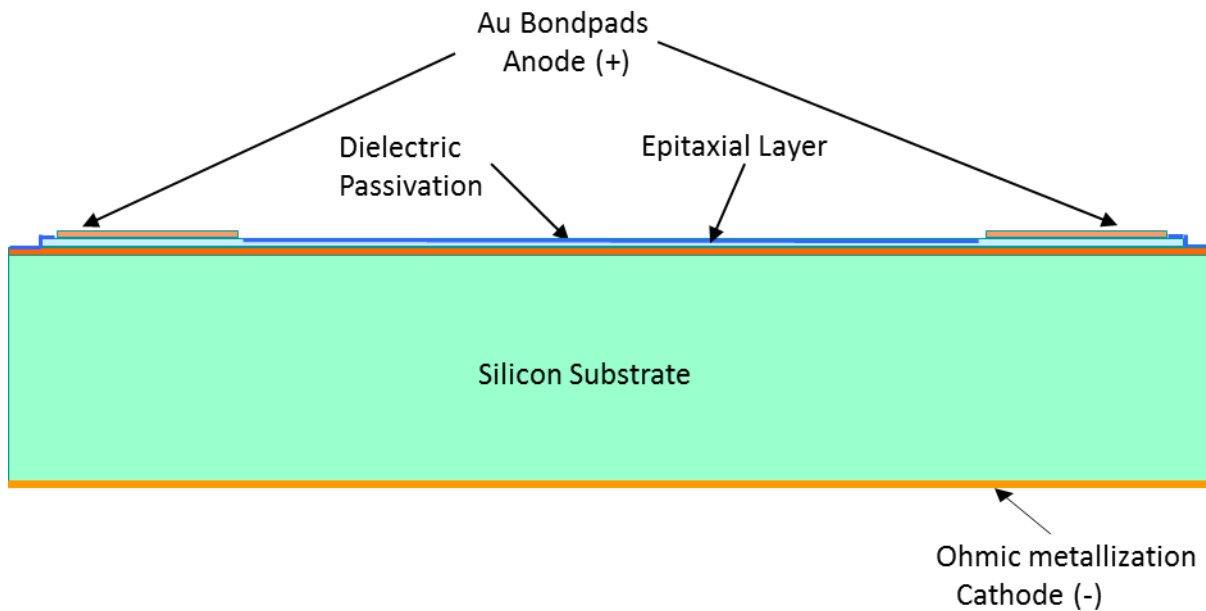 Au Bondpads
Anode (+)
Dielectric
Passivation
Epitaxial Layer
Silicon Substrate
Ohmic metallization
Cathode (-)